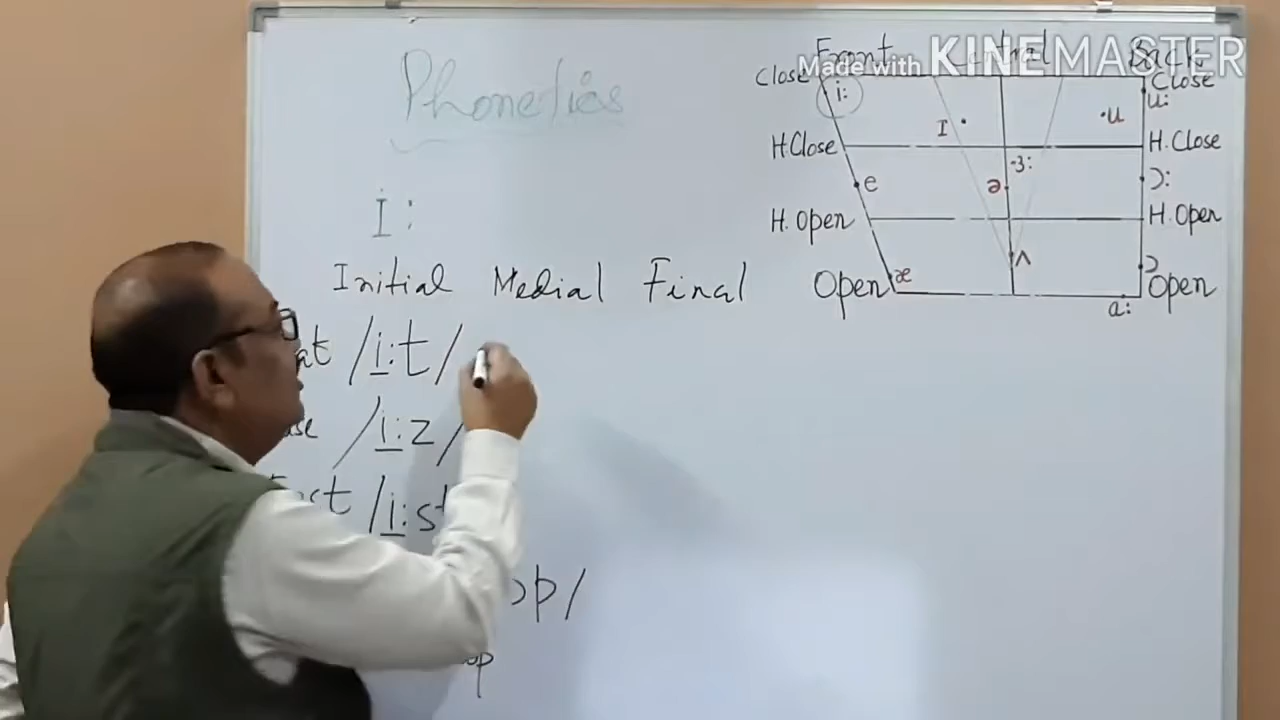 Made with KINEMASTER
Phonetics
i:
Initial Medial Final
/i:t/
/i:z/
/i:st
Front Central Back
Close i: Close
u:
I u
H.Close H.Close
3:
e ə ɔ:
H.Open H.Open
ʌ
æ ɔ
Open Open
a: